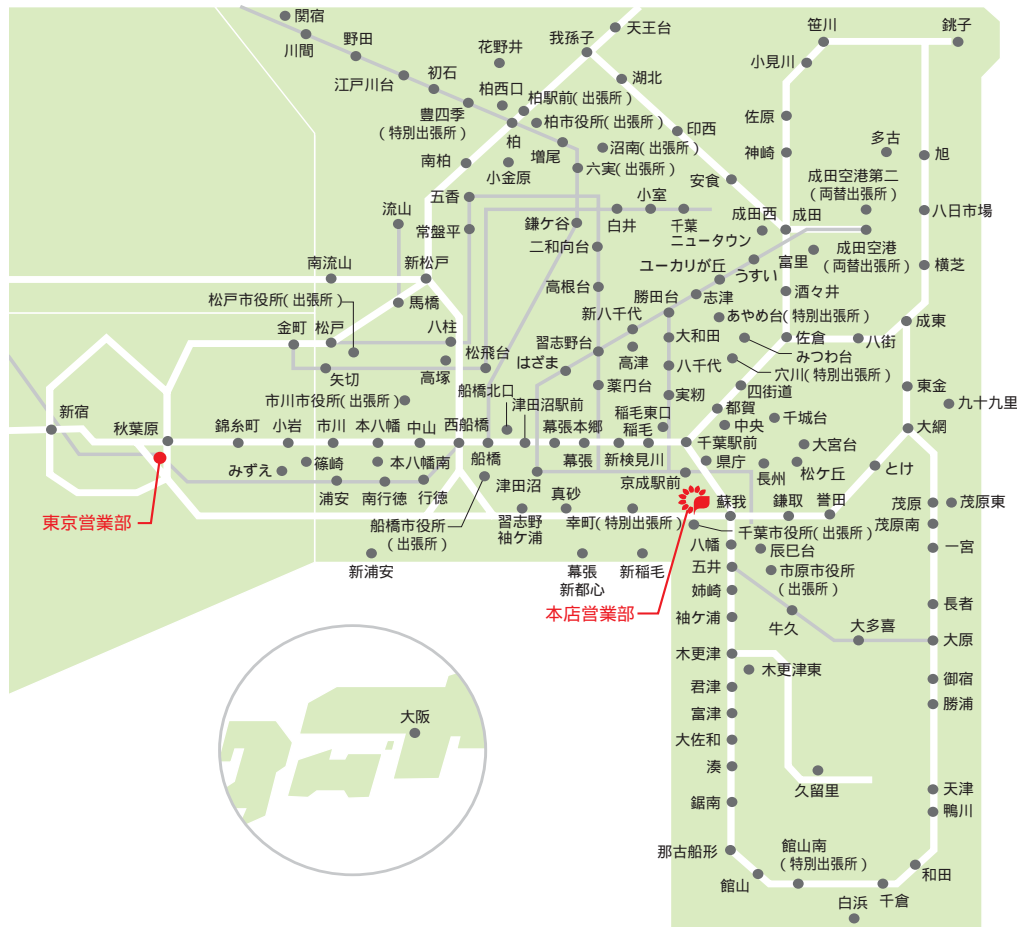 関宿
川間
野田
江戸川台
初石
豊四季
(特別出張所)
花野井
柏西口
柏駅前(出張所)
柏市役所(出張所)
柏
我孫子
天王台
湖北
沼南(出張所)
増尾
六実(出張所)
南柏
小金原
印西
安食
笹川
銚子
小見川
佐原
神崎
多古
旭
成田空港第二
(両替出張所)
八日市場
成田西
成田
富里
成田空港
(両替出張所)
横芝
五香
流山
常盤平
鎌ケ谷
白井
小室
千葉
ニュータウン
二和向台
ユーカリが丘
うすい
南流山
新松戸
馬橋
高根台
勝田台
志津
酒々井
松戸市役所(出張所)
金町
松戸
八柱
新八千代
あやめ台(特別出張所)
成東
矢切
高塚
松飛台
習志野台
はざま
高津
大和田
みつわ台
佐倉
八街
八千代
穴川(特別出張所)
市川市役所(出張所)
船橋北口
津田沼駅前
薬円台
実籾
四街道
東金
九十九里
新宿
秋葉原
錦糸町
小岩
市川
本八幡
中山
西船橋
船橋
幕張本郷
幕張
稲毛東口
稲毛
新検見川
都賀
中央
千城台
千葉駅前
大宮台
大網
みずえ
篠崎
浦安
本八幡南
南行徳
行徳
津田沼
京成駅前
県庁
長州
松ケ丘
とけ
東京営業部
船橋市役所
(出張所)
習志野
袖ケ浦
真砂
幸町(特別出張所)
蘇我
鎌取
誉田
茂原
茂原東
茂原南
千葉市役所(出張所)
新浦安
幕張
新都心
新稲毛
八幡
辰巳台
一宮
五井
市原市役所
(出張所)
姉崎
本店営業部
袖ケ浦
牛久
大多喜
長者
大原
木更津
木更津東
御宿
君津
勝浦
富津
大阪
大佐和
湊
久留里
天津
鋸南
鴨川
那古船形
館山南
(特別出張所)
和田
館山
千倉
白浜